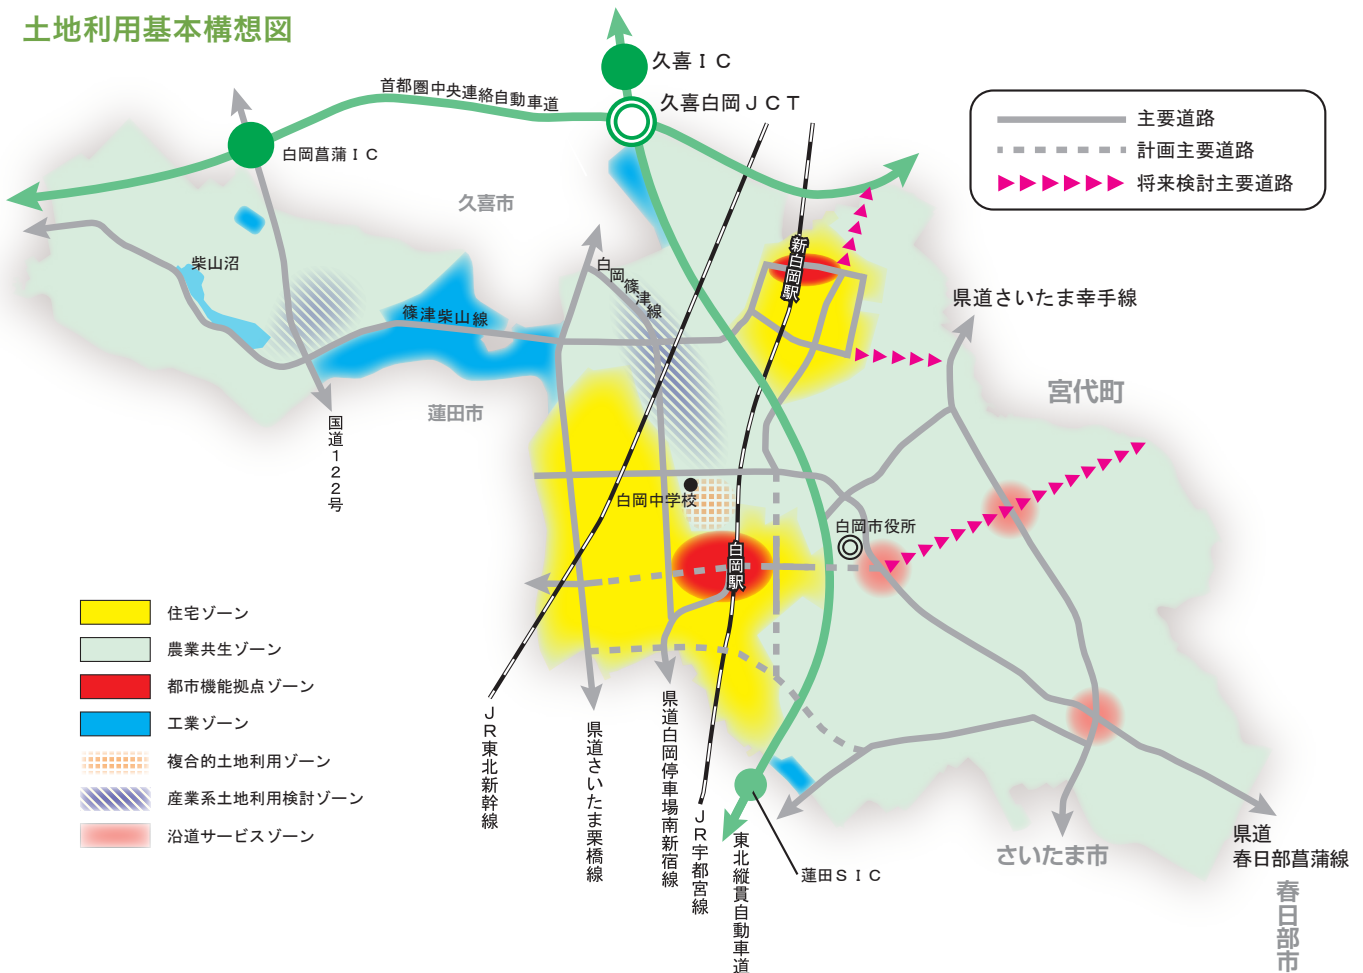 土地利用基本構想図
久喜ＩＣ
首都圏中央連絡自動車道
久喜白岡ＪＣＴ
白岡菖蒲ＩＣ
主要道路
計画主要道路
将来検討主要道路
久喜市
新白岡駅
柴山沼
白岡篠津線
篠津柴山線
県道さいたま幸手線
宮代町
蓮田市
国道１２２号
白岡中学校
白岡市役所
白岡駅
住宅ゾーン
農業共生ゾーン
都市機能拠点ゾーン
工業ゾーン
複合的土地利用ゾーン
産業系土地利用検討ゾーン
沿道サービスゾーン
ＪＲ東北新幹線
県道さいたま栗橋線
県道白岡停車場南新宿線
ＪＲ宇都宮線
東北縦貫自動車道
蓮田ＳＩＣ
さいたま市
県道
春日部菖蒲線
春日部市